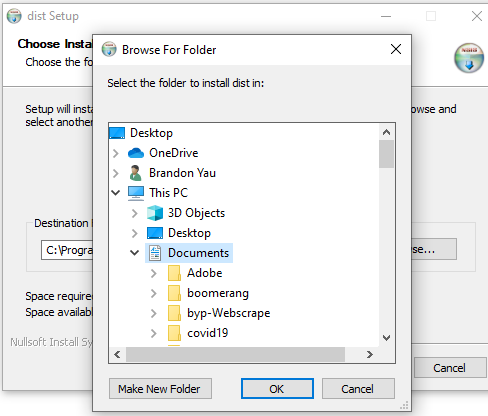 dist Setup
Choose Insta
Choose the fo
Setup will insta
owse and
select anothe
Destination
C:\Progra
se...
Space require
Space availab
Nullsoft Install Sy
Cancel
Browse For Folder
Select the folder to install dist in:
Desktop
OneDrive
Brandon Yau
This PC
3D Objects
Desktop
Documents
Adobe
boomerang
byp-Webscrape
covid19
Make New Folder
OK
Cancel